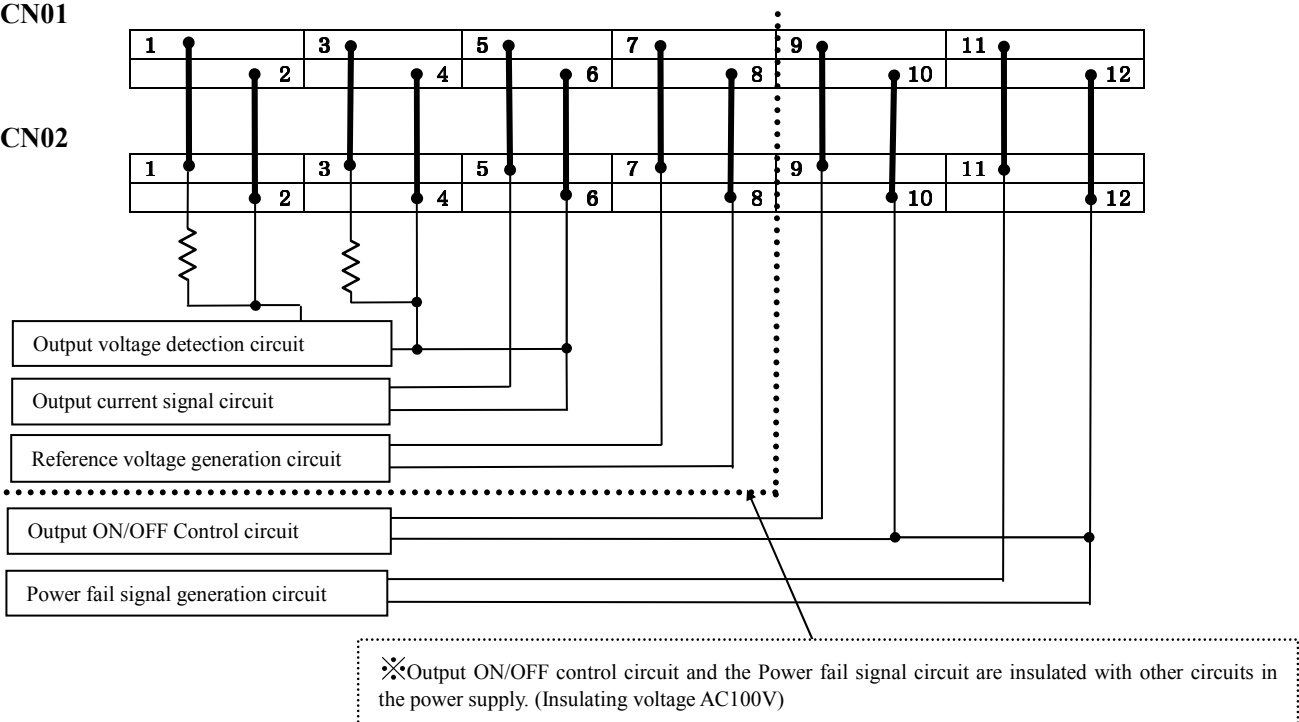 CN01
1 3 5 7 9 11
2 4 6 8 10 12
CN02
1 3 5 7 9 11
2 4 6 8 10 12
Output voltage detection circuit
Output current signal circuit
Reference voltage generation circuit
Output ON/OFF Control circuit
Power fail signal generation circuit
※Output ON/OFF control circuit and the Power fail signal circuit are insulated with other circuits in
the power supply. (Insulating voltage AC100V)